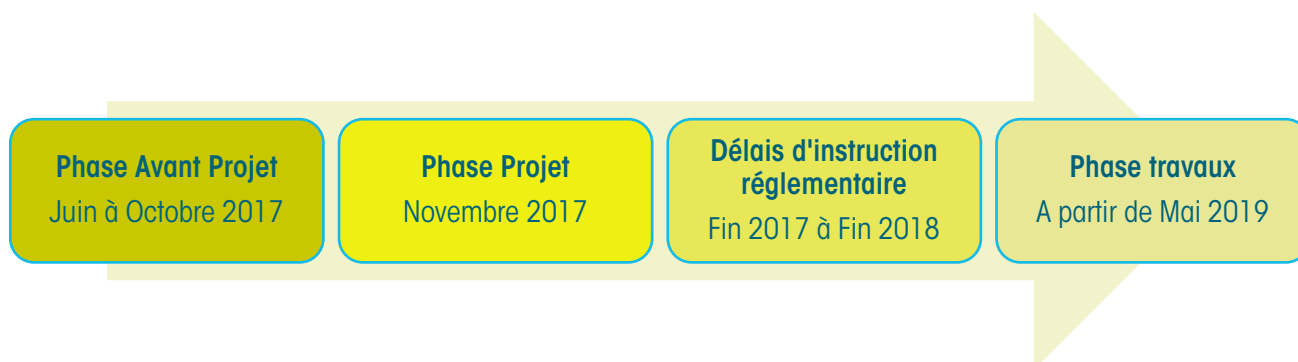 Phase Avant Projet
Juin à Octobre 2017
Phase Projet
Novembre 2017
Délais d'instruction
réglementaire
Fin 2017 à Fin 2018
Phase travaux
A partir de Mai 2019